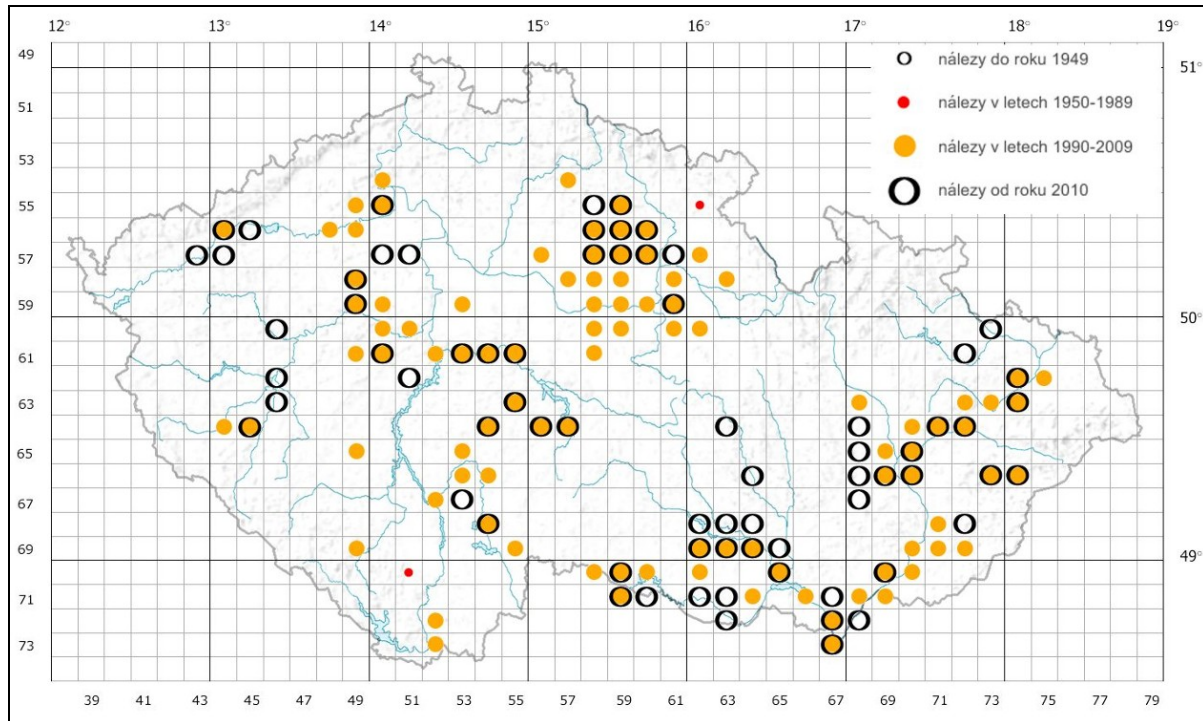 12° 13° 14° 15° 16° 17° 18° 19°
49 51°
nálezy do roku 1949
51 nálezy v letech 1950-1989
53 nálezy v letech 1990-2009
55 nálezy od roku 2010
57
59 50°
61
63
65
67
69 49°
71
73
39 41 43 45 47 49 51 53 55 57 59 61 63 65 67 69 71 73 75 77 79